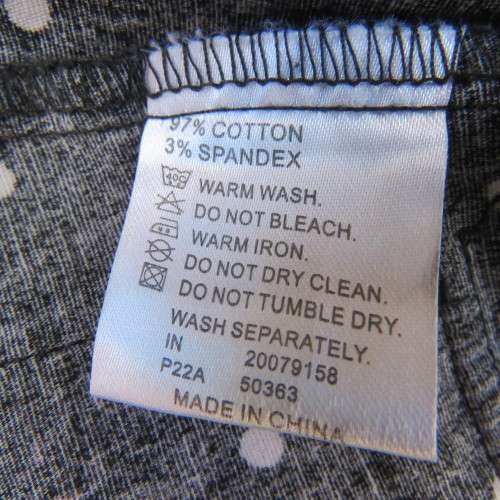 97% COTTON
3% SPANDEX
40C WARM WASH.
DO NOT BLEACH.
WARM IRON.
DO NOT DRY CLEAN.
DO NOT TUMBLE DRY.
WASH SEPARATELY.
IN 20079158
P22A 50363
MADE IN CHINA